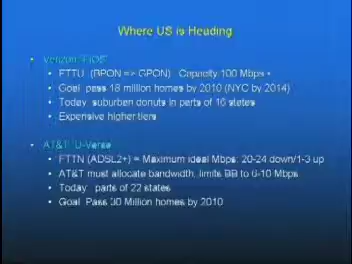 Where US is Heading
• Verizon: FiOS
• FTTU (BPON => GPON) Capacity 100 Mbps +
• Goal pass 18 million homes by 2010 (NYC by 2014)
• Today suburban donuts in parts of 16 states
• Expensive higher tiers
• AT&T: U-Verse
• FTTN (ADSL2+) = Maximum ideal Mbps: 20-24 down/1-3 up
• AT&T must allocate bandwidth, limits BB to 6-10 Mbps
• Today parts of 22 states
• Goal Pass 30 Million homes by 2010